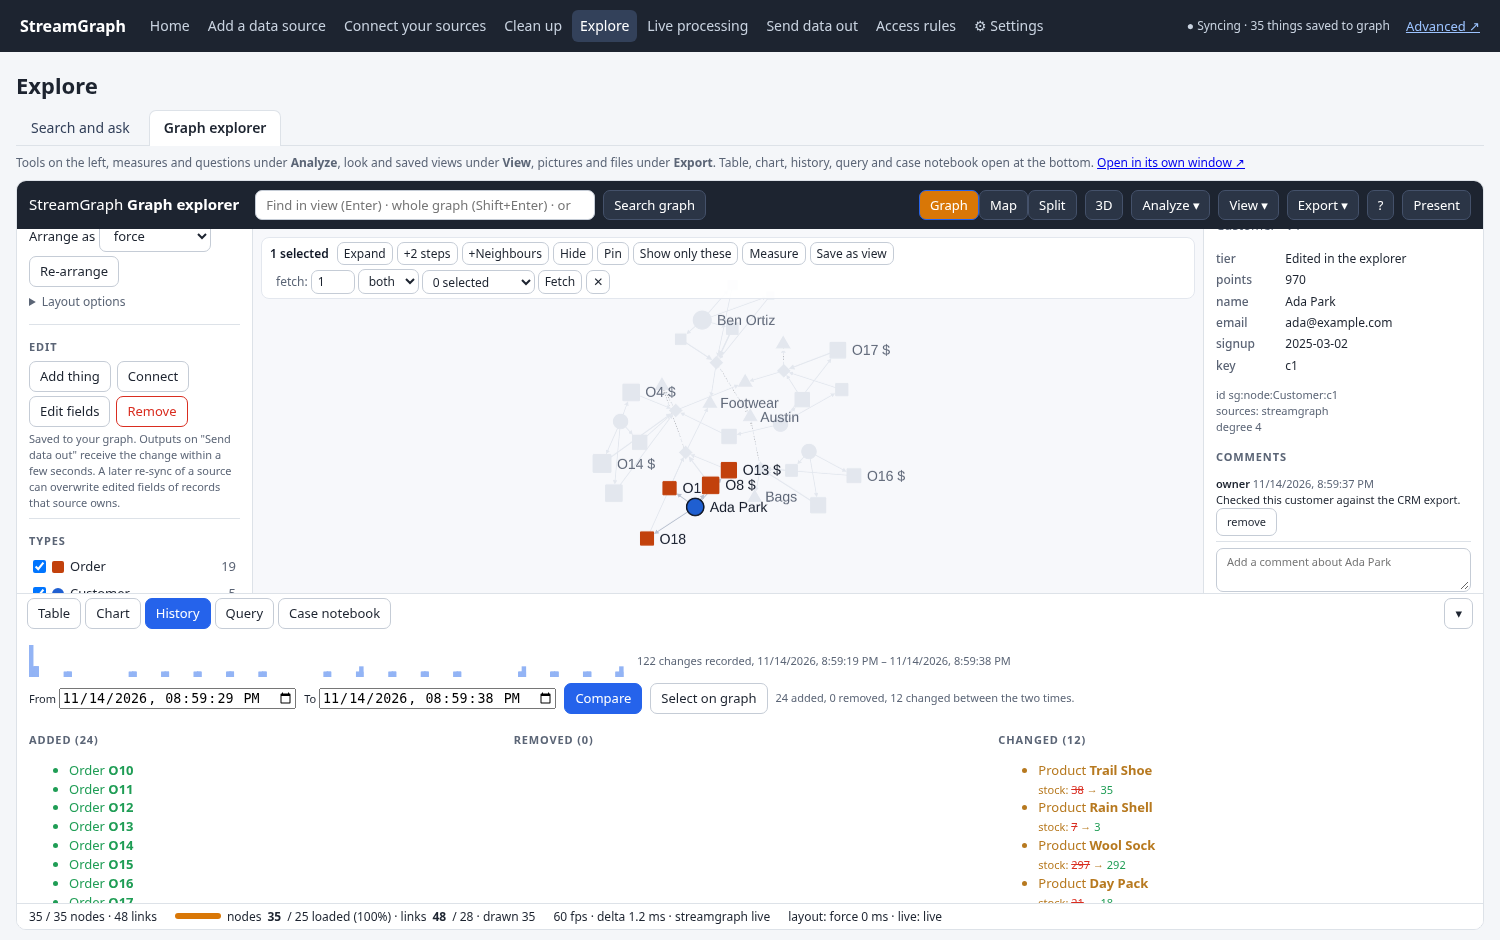 StreamGraph Home Add a data source Connect your sources Clean up Explore Live processing Send data out Access rules ⚙ Settings ● Syncing · 35 things saved to graph Advanced ↗
Explore
Search and ask Graph explorer
Tools on the left, measures and questions under Analyze, look and saved views under View, pictures and files under Export. Table, chart, history, query and case notebook open at the bottom. Open in its own window ↗
StreamGraph Graph explorer Find in view (Enter) · whole graph (Shift+Enter) · or Search graph Graph Map Split 3D Analyze ▾ View ▾ Export ▾ ? Present
Arrange as force
Re-arrange
▶ Layout options
EDIT
Add thing Connect
Edit fields Remove
Saved to your graph. Outputs on "Send
data out" receive the change within a
few seconds. A later re-sync of a source
can overwrite edited fields of records
that source owns.
TYPES
Order 19
Customer 5
1 selected Expand +2 steps +Neighbours Hide Pin Show only these Measure Save as view
fetch: 1 both 0 selected Fetch ✕
Ben Ortiz
O17 $
O4 $
Footwear
Austin
O14 $
O13 $
O16 $
O1
O8 $
Bags
Ada Park
O18
tier Edited in the explorer
points 970
name Ada Park
email ada@example.com
signup 2025-03-02
key c1
id sg:node:Customer:c1
sources: streamgraph
degree 4
COMMENTS
owner 11/14/2026, 8:59:37 PM
Checked this customer against the CRM export.
remove
Add a comment about Ada Park
Table Chart History Query Case notebook ▾
122 changes recorded, 11/14/2026, 8:59:19 PM – 11/14/2026, 8:59:38 PM
From 11/14/2026, 08:59:29 PM To 11/14/2026, 08:59:38 PM Compare Select on graph 24 added, 0 removed, 12 changed between the two times.
ADDED (24) REMOVED (0) CHANGED (12)
Order O10
Order O11
Order O12
Order O13
Order O14
Order O15
Order O16
Order O17
Product Trail Shoe
stock: 38 → 35
Product Rain Shell
stock: 7 → 3
Product Wool Sock
stock: 297 → 292
Product Day Pack
stock: 21 → 18
35 / 35 nodes · 48 links nodes 35 / 25 loaded (100%) · links 48 / 28 · drawn 35 60 fps · delta 1.2 ms · streamgraph live layout: force 0 ms · live: live